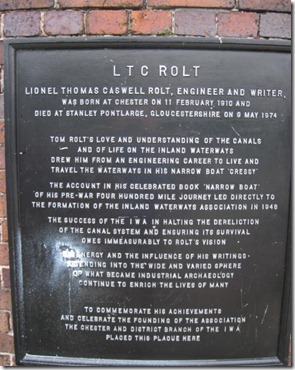 L T C ROLT
LIONEL THOMAS CASWELL ROLT, ENGINEER AND WRITER,
WAS BORN AT CHESTER ON 11 FEBRUARY 1910 AND
DIED AT STANLEY PONTLARGE, GLOUCESTERSHIRE ON 9 MAY 1974
TOM ROLT'S LOVE AND UNDERSTANDING OF THE CANALS
AND OF LIFE ON THE INLAND WATERWAYS
DREW HIM FROM AN ENGINEERING CAREER TO LIVE AND
TRAVEL THE WATERWAYS IN HIS NARROW BOAT 'CRESSY'
THE ACCOUNT IN HIS CELEBRATED BOOK 'NARROW BOAT'
OF HIS PRE-WAR FOUR HUNDRED MILE JOURNEY LED DIRECTLY TO
THE FORMATION OF THE INLAND WATERWAYS ASSOCIATION IN 1946
THE SUCCESS OF THE I W A IN HALTING THE DERELICTION
OF THE CANAL SYSTEM AND ENSURING ITS SURVIVAL
OWES IMMEASURABLY TO ROLT'S VISION
ENERGY AND THE INFLUENCE OF HIS WRITINGS-
EXTENDING INTO THE WIDE AND VARIED SPHERE
OF WHAT BECAME INDUSTRIAL ARCHAEOLOGY
CONTINUE TO ENRICH THE LIVES OF MANY
TO COMMEMORATE HIS ACHIEVEMENTS
AND CELEBRATE THE FOUNDING OF THE ASSOCIATION
THE CHESTER AND DISTRICT BRANCH OF THE I W A
PLACED THIS PLAQUE HERE